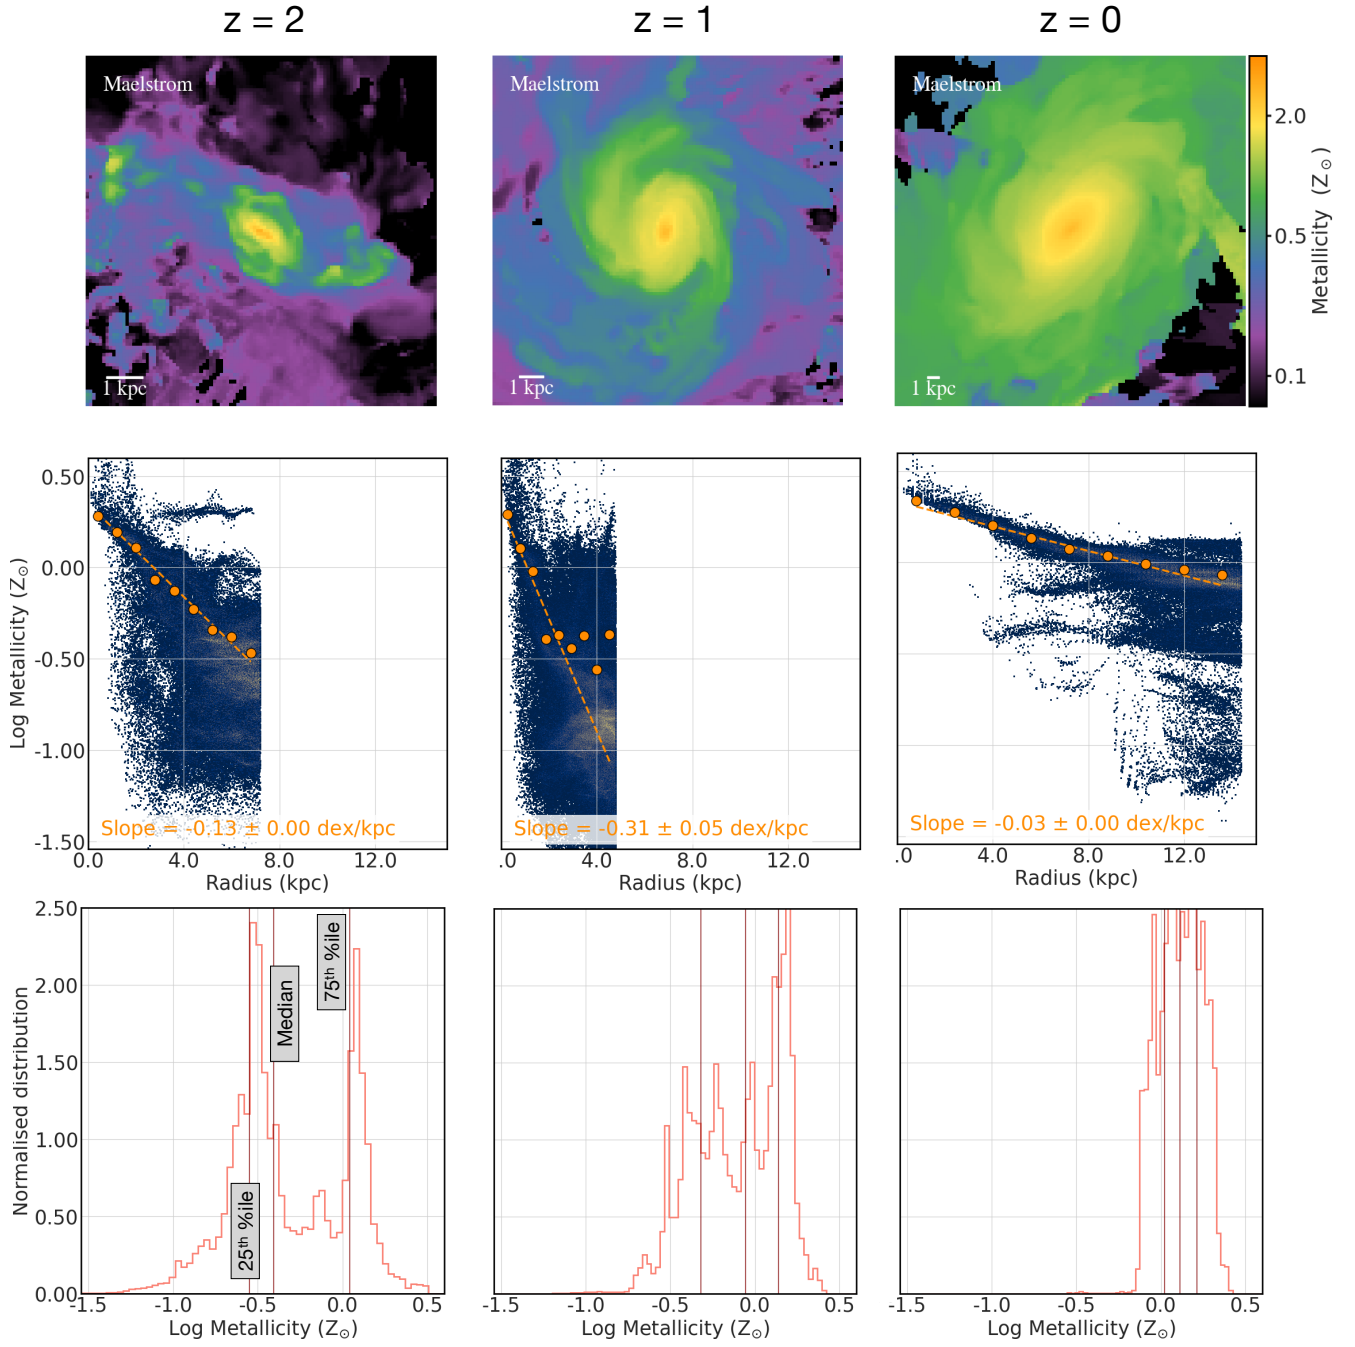 z = 2
z = 1
z = 0
Maelstrom
1 kpc
Maelstrom
1 kpc
Maelstrom
1 kpc
2.0
0.5
0.1
Metallicity (Z⊙)
0.50
0.00
-0.50
-1.00
-1.50
Log Metallicity (Z⊙)
Slope = -0.13 ± 0.00 dex/kpc
0.0 4.0 8.0 12.0
Radius (kpc)
Slope = -0.31 ± 0.05 dex/kpc
.0 4.0 8.0 12.0
Radius (kpc)
Slope = -0.03 ± 0.00 dex/kpc
.0 4.0 8.0 12.0
Radius (kpc)
2.50
2.00
1.50
1.00
0.50
0.00
Normalised distribution
25th %ile
Median
75th %ile
-1.5 -1.0 -0.5 0.0 0.5
Log Metallicity (Z⊙)
-1.5 -1.0 -0.5 0.0 0.5
Log Metallicity (Z⊙)
-1.5 -1.0 -0.5 0.0 0.5
Log Metallicity (Z⊙)